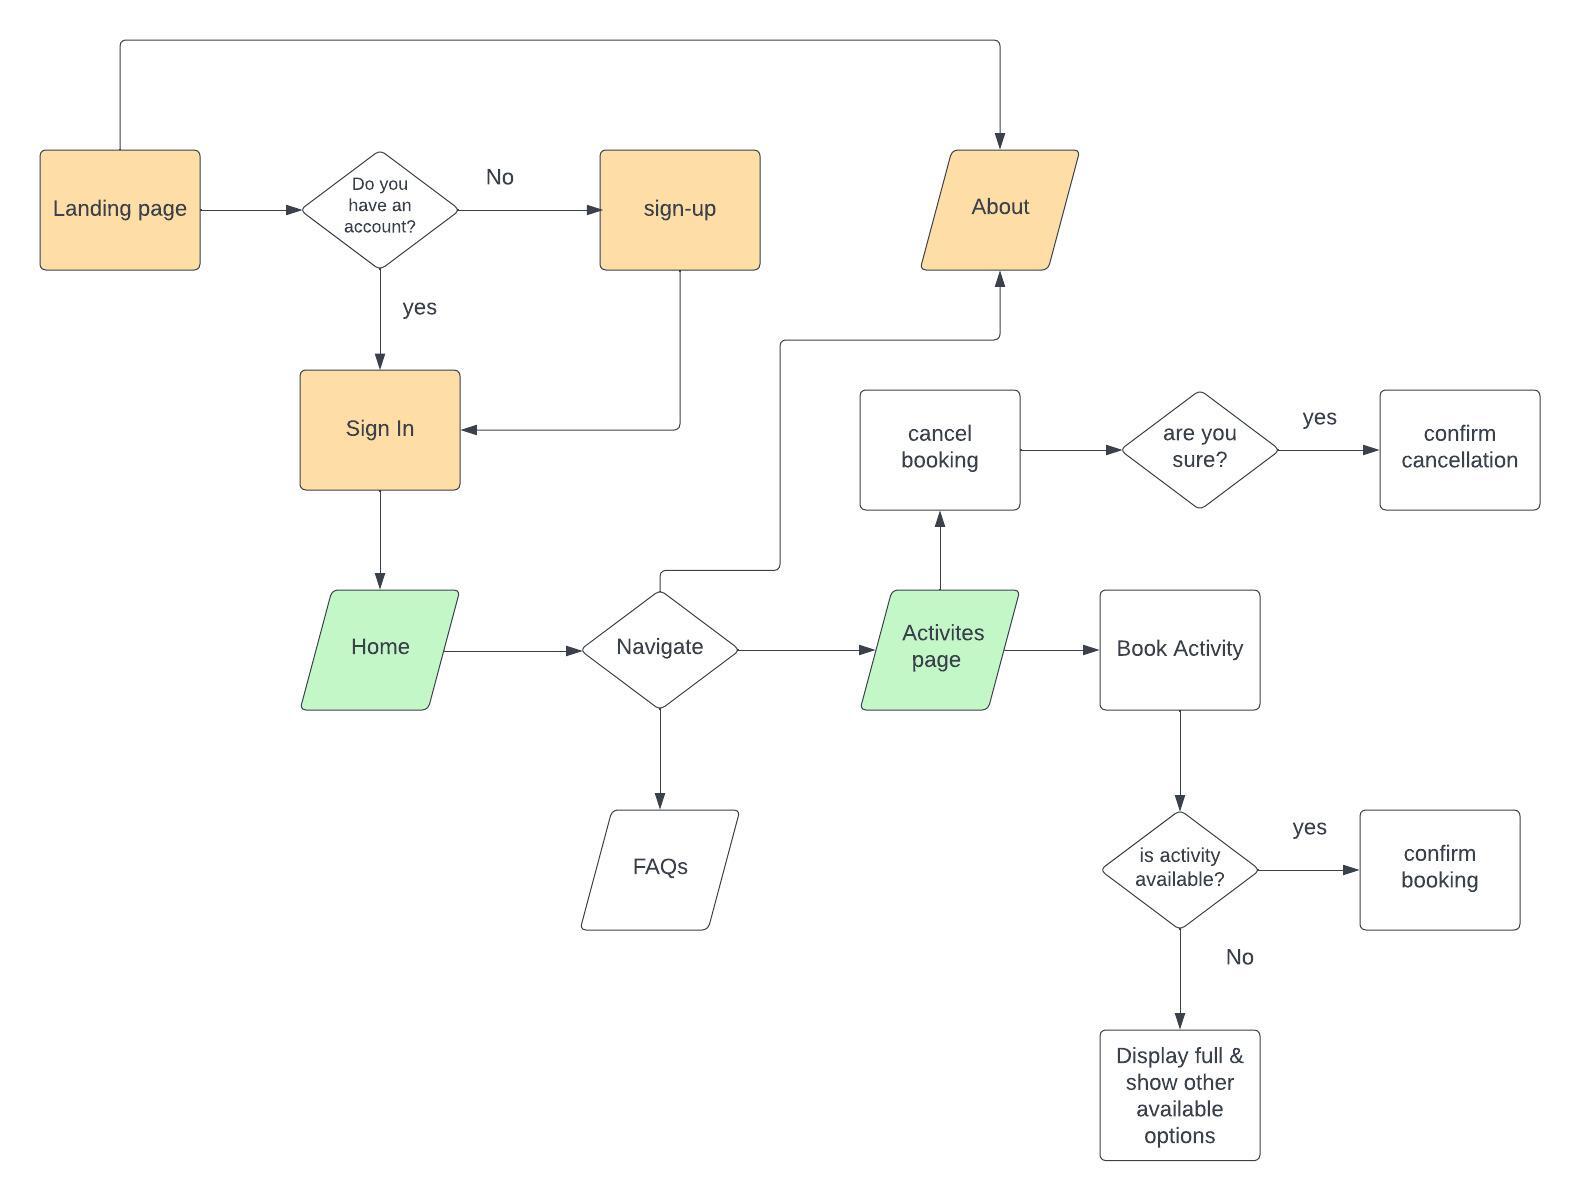 Landing page
Do you
have an
account?
No
sign-up
About
yes
Sign In
cancel
booking
are you
sure?
yes
confirm
cancellation
Home
Navigate
Activites
page
Book Activity
FAQs
is activity
available?
yes
confirm
booking
No
Display full &
show other
available
options